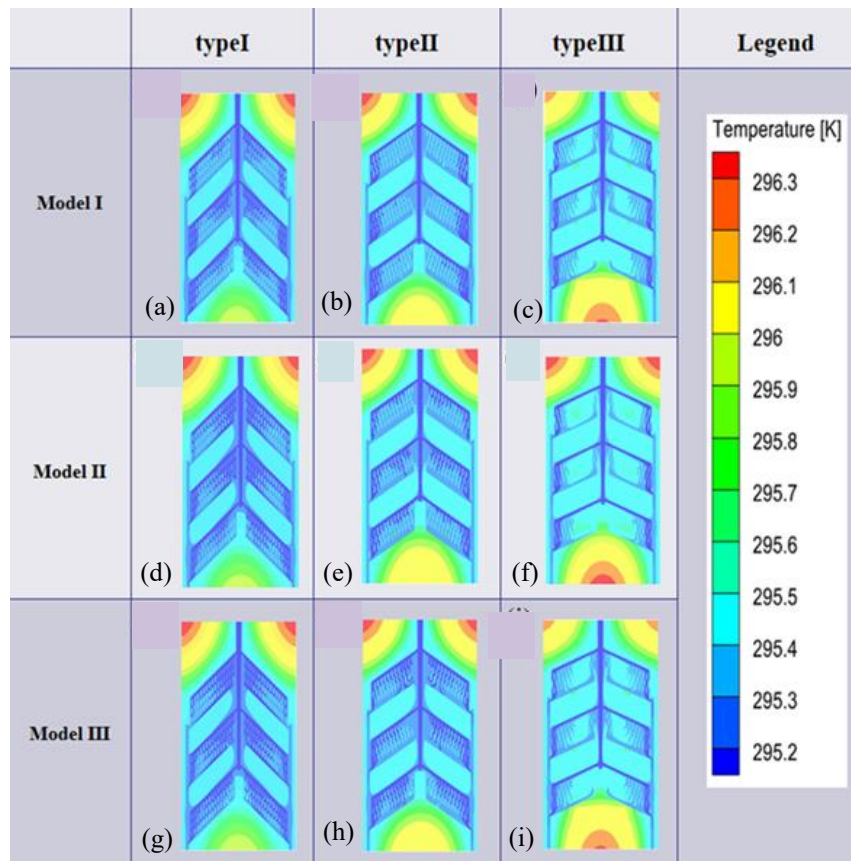 typeI typeII typeIII Legend
Model I
(a) (b) (c)
Model II
(d) (e) (f)
Model III
(g) (h) (i)
Temperature [K]
296.3
296.2
296.1
296
295.9
295.8
295.7
295.6
295.5
295.4
295.3
295.2